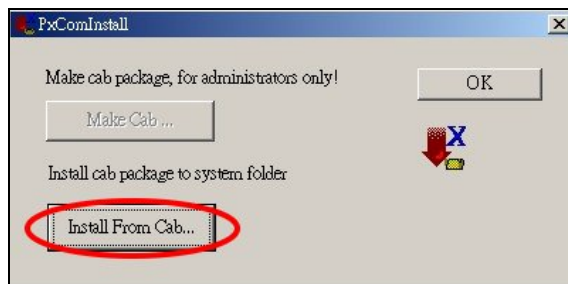 PxComInstall
Make cab package, for administrators only!
OK
Make Cab ...
X
Install cab package to system folder
Install From Cab...